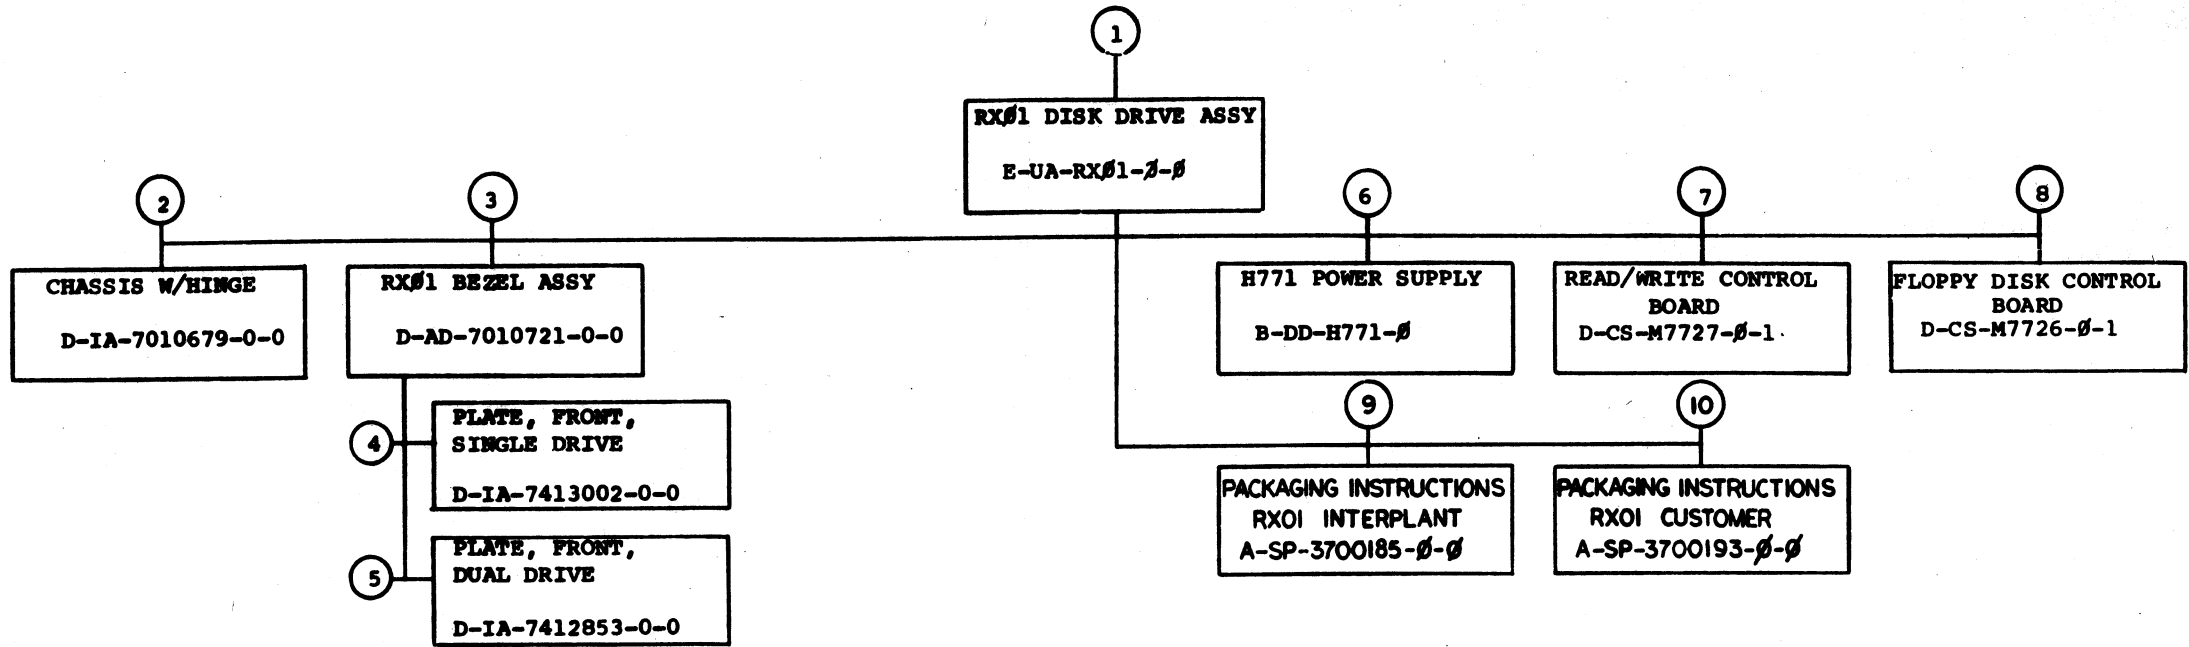 1
RXØ1 DISK DRIVE ASSY
E-UA-RXØ1-Ø-Ø
2
CHASSIS W/HINGE
D-IA-7010679-0-0
3
RXØ1 BEZEL ASSY
D-AD-7010721-0-0
4
PLATE, FRONT,
SINGLE DRIVE
D-IA-7413002-0-0
5
PLATE, FRONT,
DUAL DRIVE
D-IA-7412853-0-0
6
H771 POWER SUPPLY
B-DD-H771-Ø
7
READ/WRITE CONTROL
BOARD
D-CS-M7727-Ø-1
8
FLOPPY DISK CONTROL
BOARD
D-CS-M7726-Ø-1
9
PACKAGING INSTRUCTIONS
RX01 INTERPLANT
A-SP-3700185-Ø-Ø
10
PACKAGING INSTRUCTIONS
RX01 CUSTOMER
A-SP-3700193-Ø-Ø